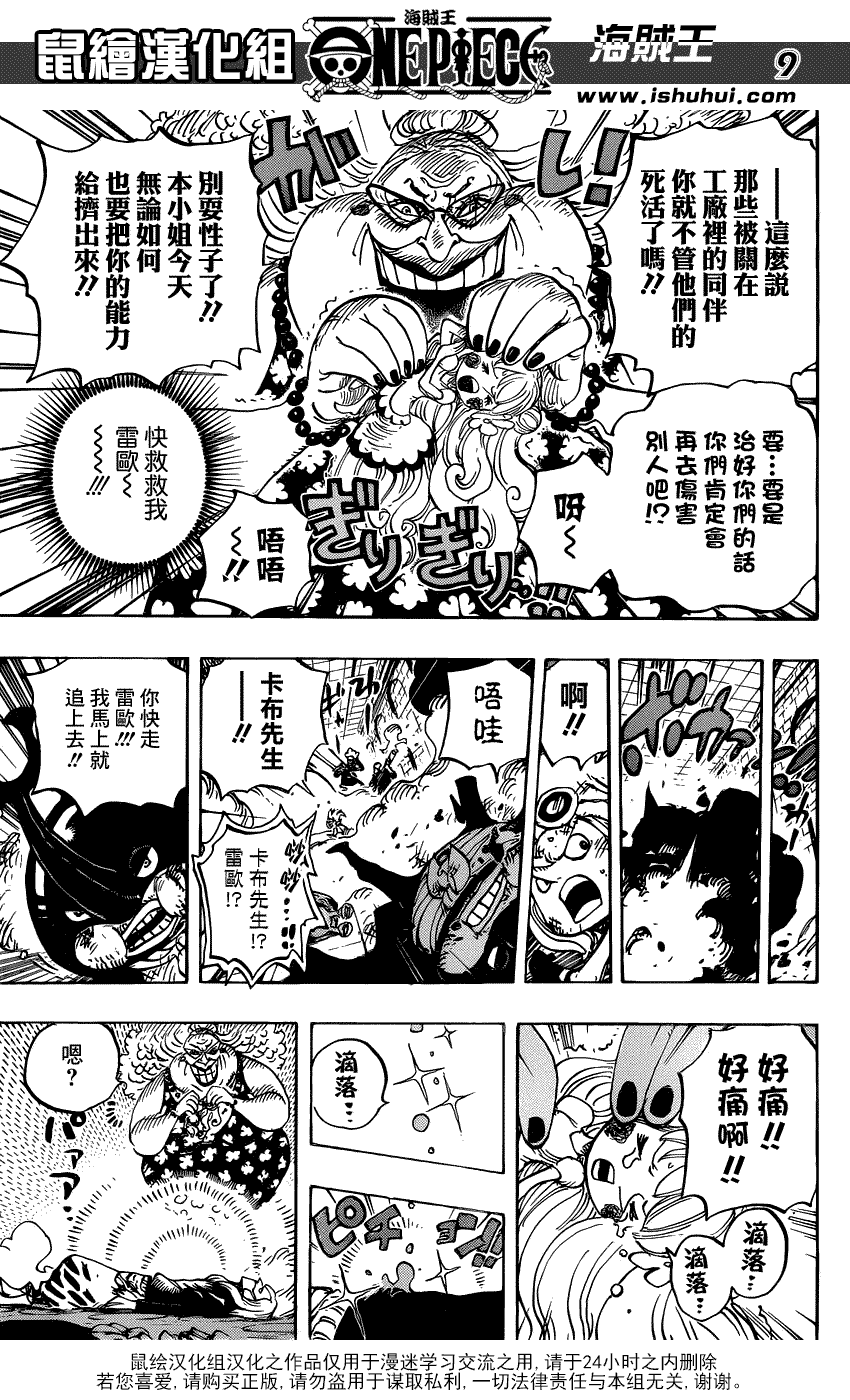 鼠繪漢化組
海賊王
ONE PIECE
海賊王
9
www.ishuhui.com
——這麼說
那些被關在
工廠裡的同伴
你就不管他們的
死活了嗎!!
ガ
し!
別耍性子了!!
本小姐今天
無論如何
也要把你的能力
給擠出來!!
要…要是
治好你們的話
你們肯定會
再去傷害
別人吧!?
呀~
ぎりぎり
唔唔
~!!
快救救我
雷歐~
~~!!!
啊!!
唔哇
卡布先生
——!!
卡布先生!?
雷歐!?
你快走
雷歐!!!
我馬上就
追上去!!
好痛!!
好痛啊!!
滴落…
滴落…
滴落…
ピチョン
嗯?
パアァ…
鼠绘汉化组汉化之作品仅用于漫迷学习交流之用, 请于24小时之内删除
若您喜爱, 请购买正版, 请勿盗用于谋取私利, 一切法律责任与本组无关, 谢谢。